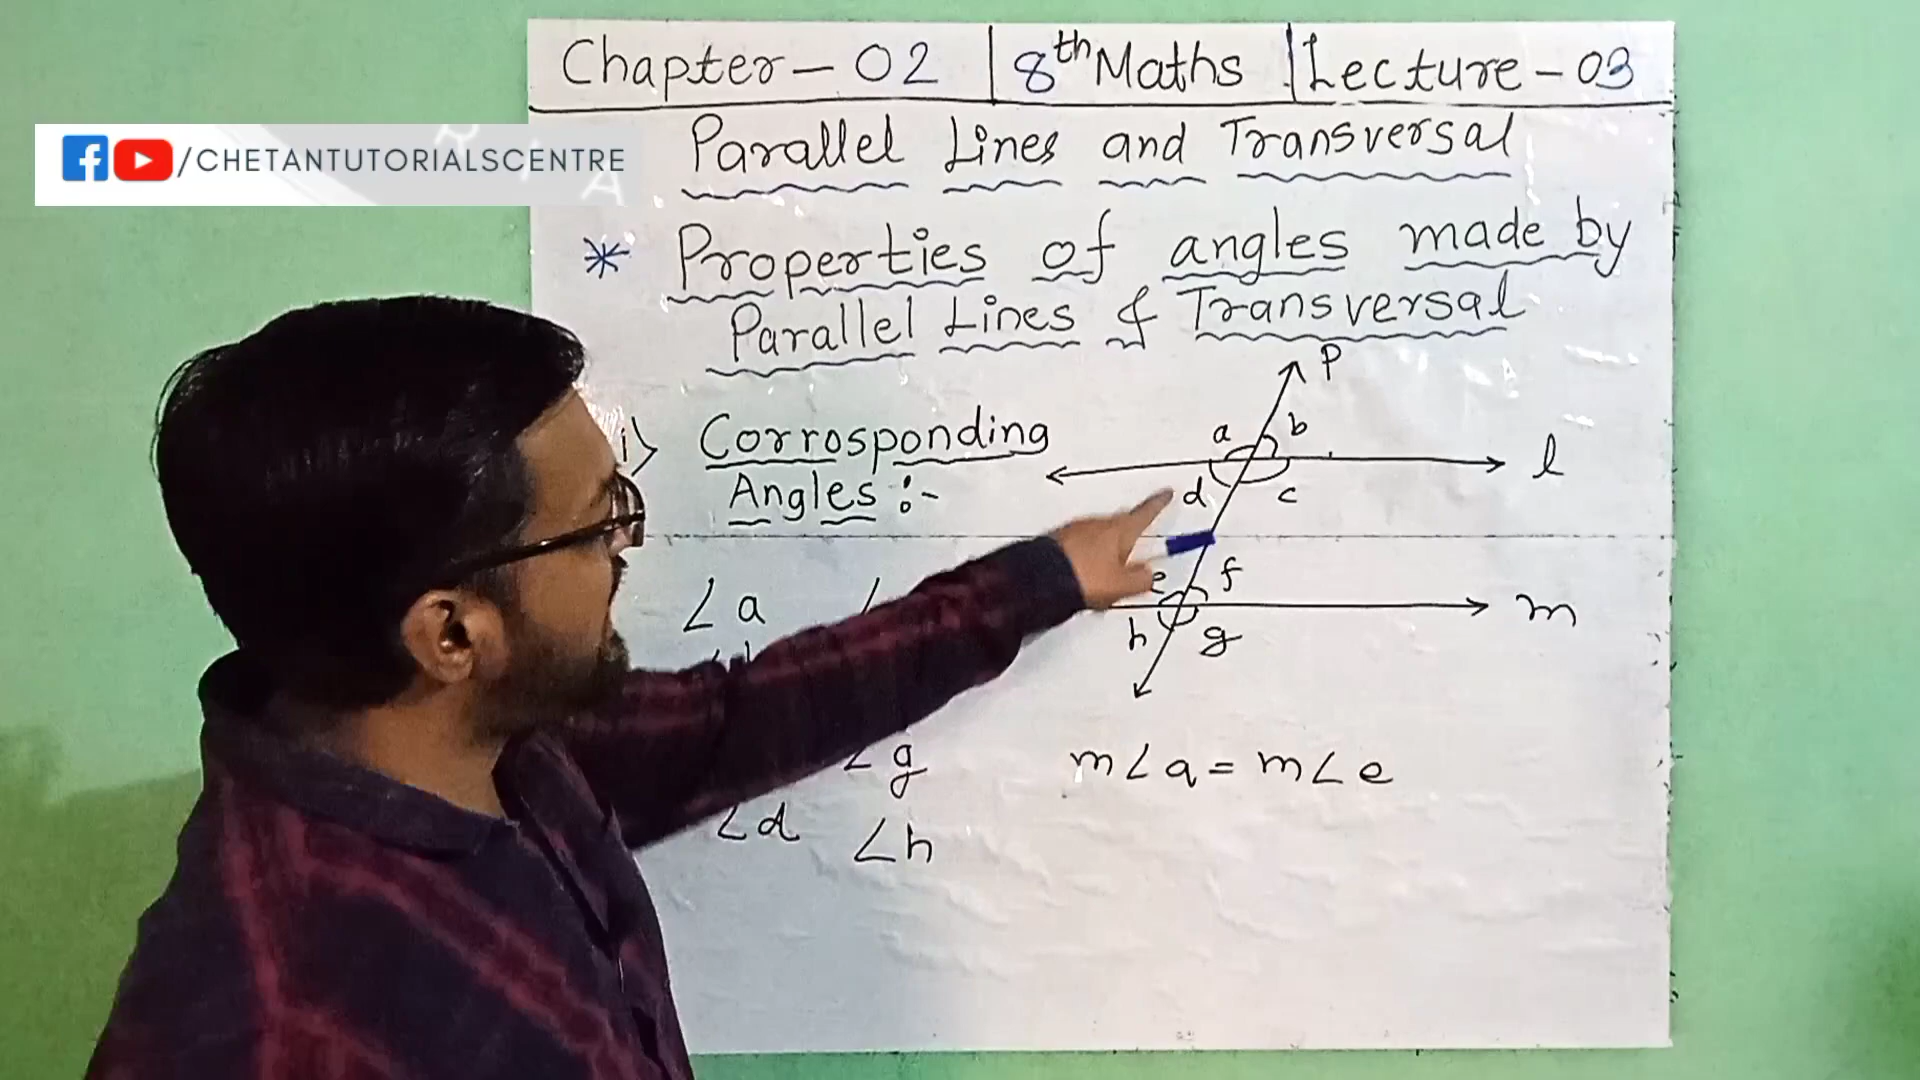 Chapter - 02 | 8th Maths | Lecture - 03
/CHETANTUTORIALSCENTRE
Parallel Lines and Transversal
* Properties of angles made by
Parallel Lines & Transversal
i) Corrosponding
Angles :-
P
a b
l
d c
e f
m
h g
∠a
∠g
∠d ∠h
m∠a = m∠e